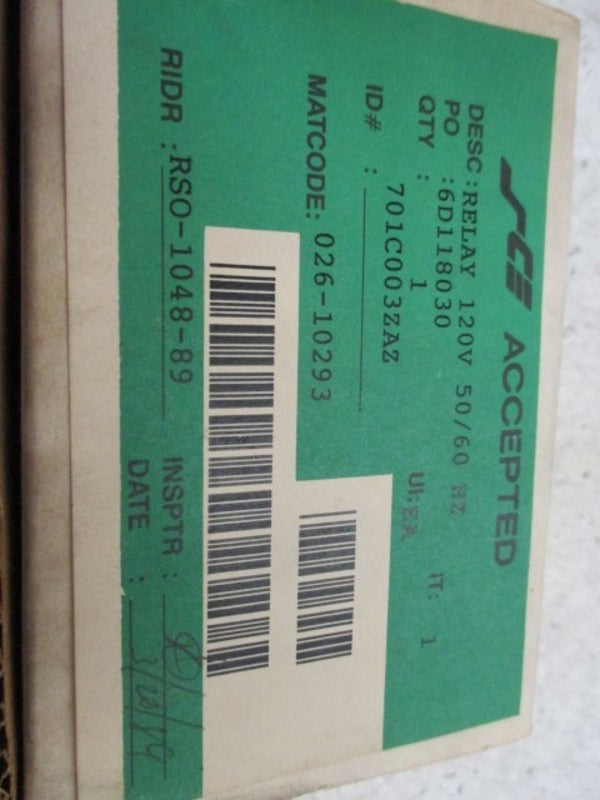 SCE ACCEPTED
DESC:RELAY 120V 50/60 HZ
PO :6D118030 IT: 1
QTY : 1 UI:EA
ID# : 701C003ZAZ
MATCODE: 026-10293
RIDR :RSO-1048-89 INSPTR :
DATE :